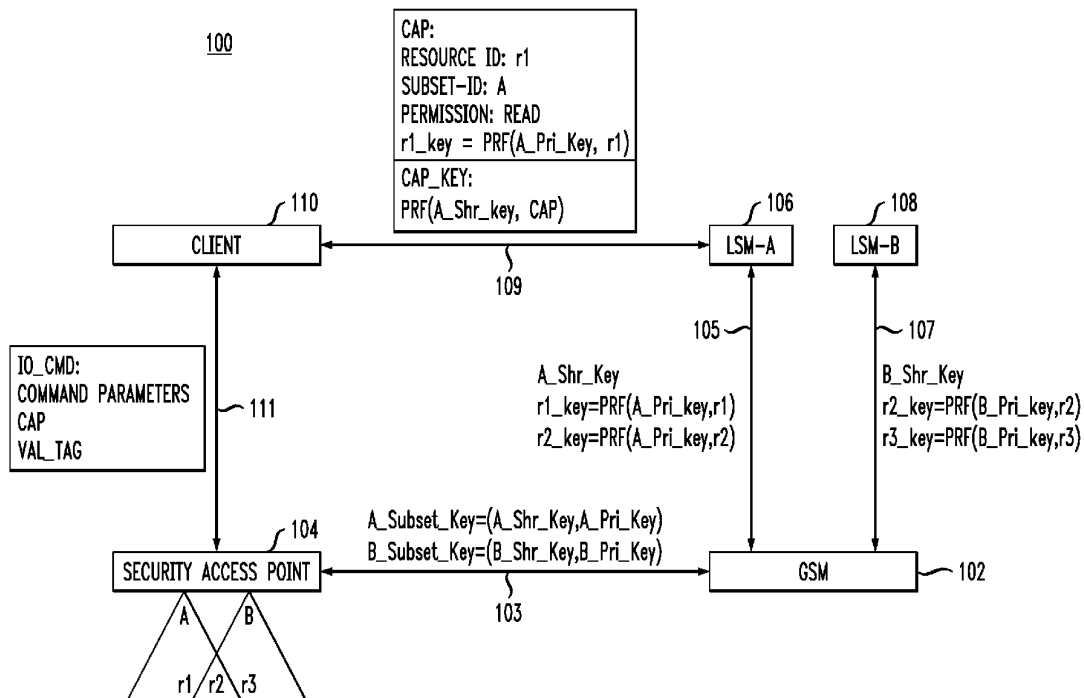 100
CAP:
RESOURCE ID: r1
SUBSET-ID: A
PERMISSION: READ
r1_key = PRF(A_Pri_Key, r1)
CAP_KEY:
PRF(A_Shr_key, CAP)
110
CLIENT
106
LSM-A
108
LSM-B
109
105
107
IO_CMD:
COMMAND PARAMETERS
CAP
VAL_TAG
111
A_Shr_Key
r1_key=PRF(A_Pri_key,r1)
r2_key=PRF(A_Pri_key,r2)
B_Shr_Key
r2_key=PRF(B_Pri_key,r2)
r3_key=PRF(B_Pri_key,r3)
104
SECURITY ACCESS POINT
A_Subset_Key=(A_Shr_Key,A_Pri_Key)
B_Subset_Key=(B_Shr_Key,B_Pri_Key)
103
GSM
102
A
B
r1
r2
r3